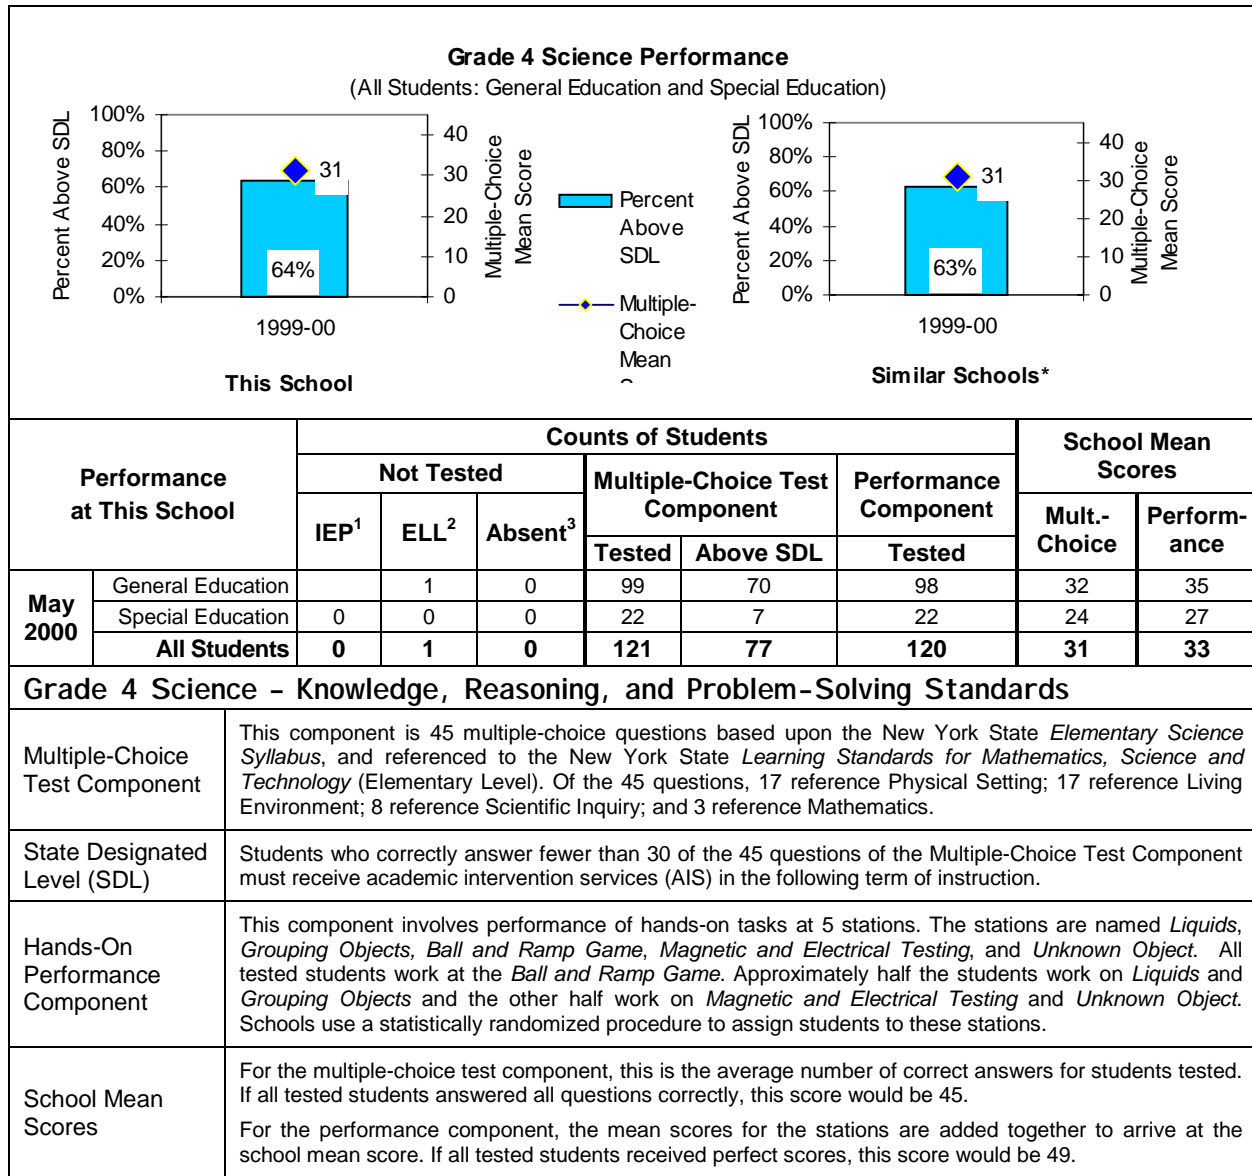 Grade 4 Science Performance
(All Students: General Education and Special Education)
Percent Above SDL
100%
80%
60%
40%
20%
0%
31
64%
40
30
20
10
0
Multiple-Choice
Mean Score
1999-00
This School
Percent
Above
SDL
Multiple-
Choice
Mean
Percent Above SDL
100%
80%
60%
40%
20%
0%
31
63%
40
30
20
10
0
Multiple-Choice
Mean Score
1999-00
Similar Schools*
Performance
at This School
Counts of Students
School Mean
Scores
Not Tested
Multiple-Choice Test
Component
Performance
Component
IEP1 ELL2 Absent3
Tested Above SDL Tested
Mult.-
Choice
Perform-
ance
May
2000
General Education 1 0 99 70 98 32 35
Special Education 0 0 0 22 7 22 24 27
All Students 0 1 0 121 77 120 31 33
Grade 4 Science – Knowledge, Reasoning, and Problem-Solving Standards
Multiple-Choice
Test Component
This component is 45 multiple-choice questions based upon the New York State Elementary Science
Syllabus, and referenced to the New York State Learning Standards for Mathematics, Science and
Technology (Elementary Level). Of the 45 questions, 17 reference Physical Setting; 17 reference Living
Environment; 8 reference Scientific Inquiry; and 3 reference Mathematics.
State Designated
Level (SDL)
Students who correctly answer fewer than 30 of the 45 questions of the Multiple-Choice Test Component
must receive academic intervention services (AIS) in the following term of instruction.
Hands-On
Performance
Component
This component involves performance of hands-on tasks at 5 stations. The stations are named Liquids,
Grouping Objects, Ball and Ramp Game, Magnetic and Electrical Testing, and Unknown Object. All
tested students work at the Ball and Ramp Game. Approximately half the students work on Liquids and
Grouping Objects and the other half work on Magnetic and Electrical Testing and Unknown Object.
Schools use a statistically randomized procedure to assign students to these stations.
School Mean
Scores
For the multiple-choice test component, this is the average number of correct answers for students tested.
If all tested students answered all questions correctly, this score would be 45.
For the performance component, the mean scores for the stations are added together to arrive at the
school mean score. If all tested students received perfect scores, this score would be 49.